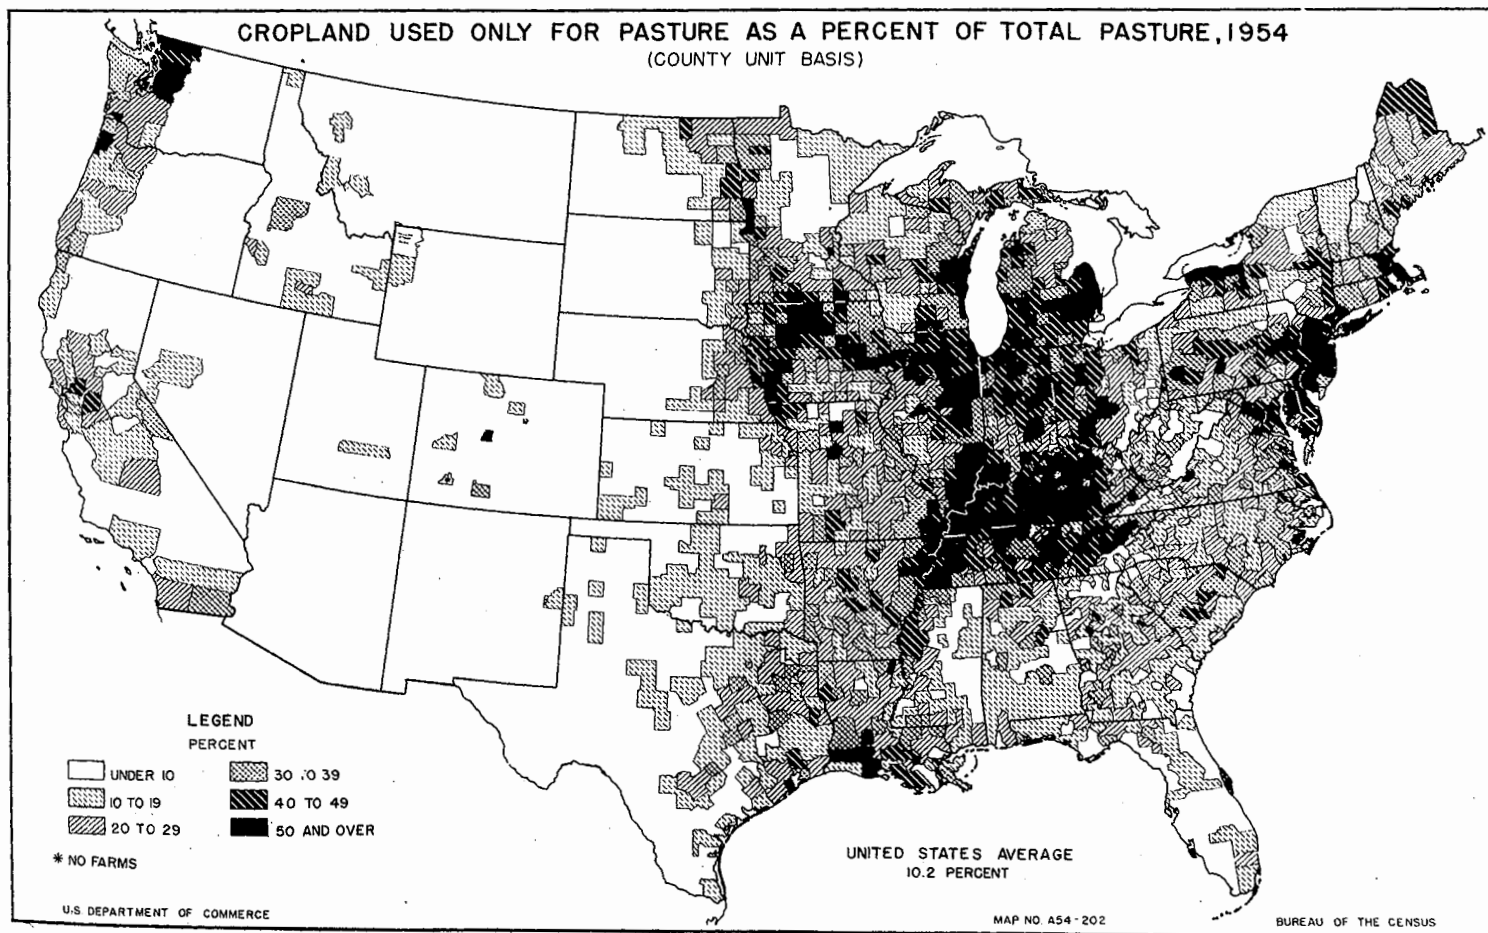 CROPLAND USED ONLY FOR PASTURE AS A PERCENT OF TOTAL PASTURE, 1954
(COUNTY UNIT BASIS)
LEGEND
PERCENT
UNDER 10
10 TO 19
20 TO 29
30 TO 39
40 TO 49
50 AND OVER
* NO FARMS
UNITED STATES AVERAGE
10.2 PERCENT
U.S DEPARTMENT OF COMMERCE
MAP NO. A54-202
BUREAU OF THE CENSUS